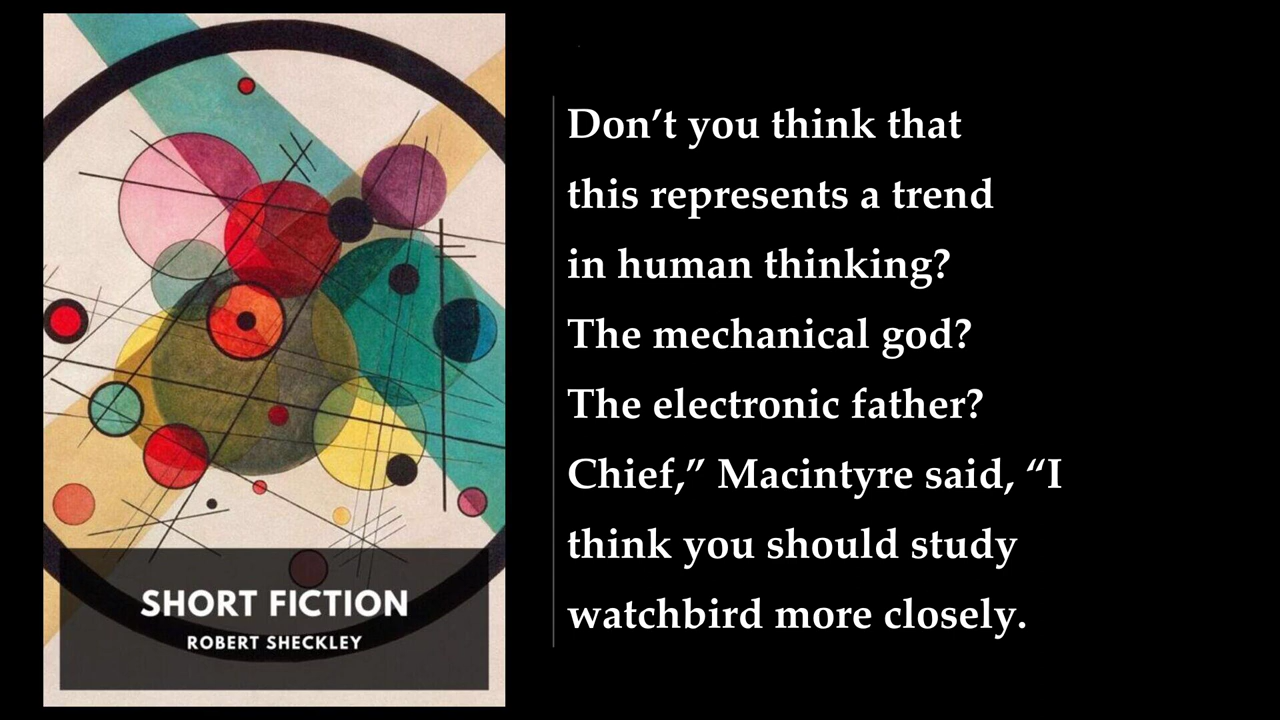 SHORT FICTION
ROBERT SHECKLEY
Don’t you think that
this represents a trend
in human thinking?
The mechanical god?
The electronic father?
Chief,” Macintyre said, “I
think you should study
watchbird more closely.